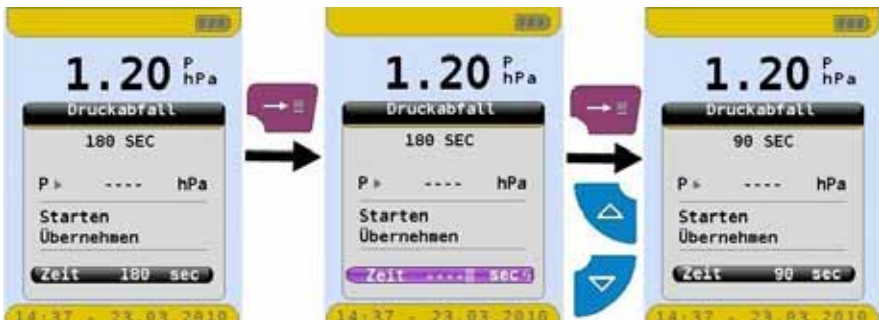 1.20 P hPa
Druckabfall
180 SEC
P ---- hPa
Starten
Übernehmen
Zeit 180 sec
14:37 - 23.03.2010
1.20 P hPa
Druckabfall
180 SEC
P ---- hPa
Starten
Übernehmen
Zeit ---- sec
14:37 - 23.03.2010
1.20 P hPa
Druckabfall
90 SEC
P ---- hPa
Starten
Übernehmen
Zeit 90 sec
14:37 - 23.03.2010